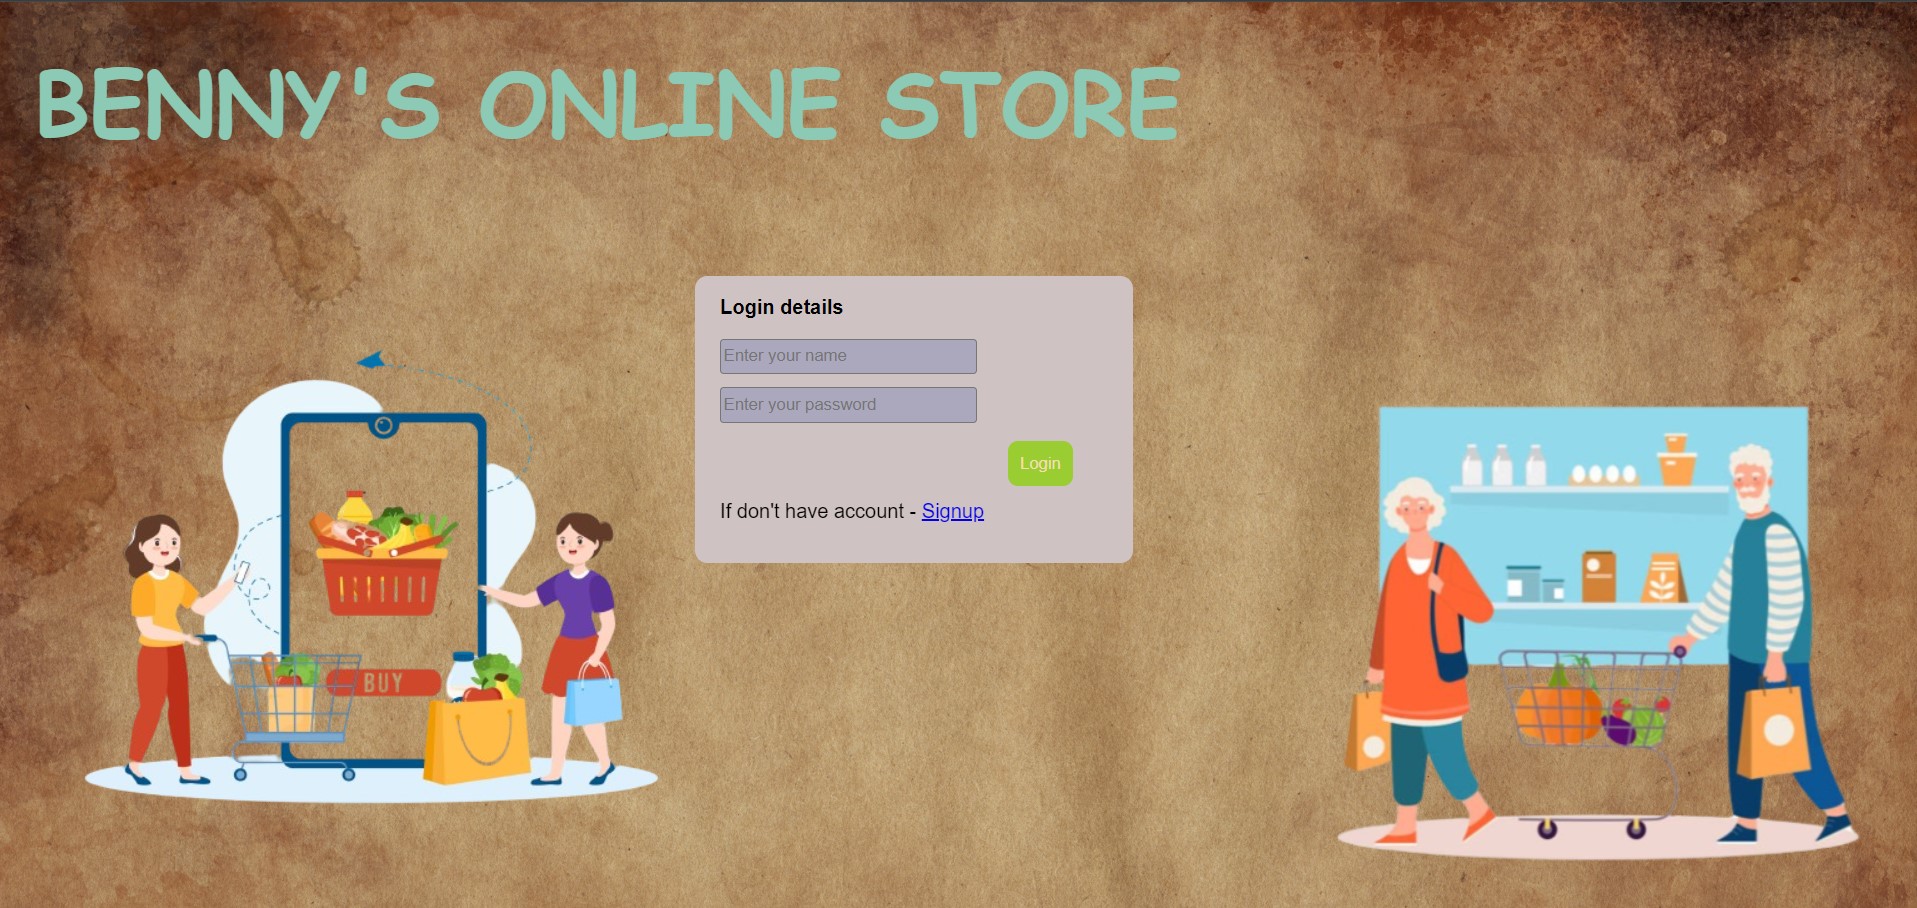 BENNY'S ONLINE STORE
Login details
Enter your name
Enter your password
Login
If don't have account - Signup
BUY